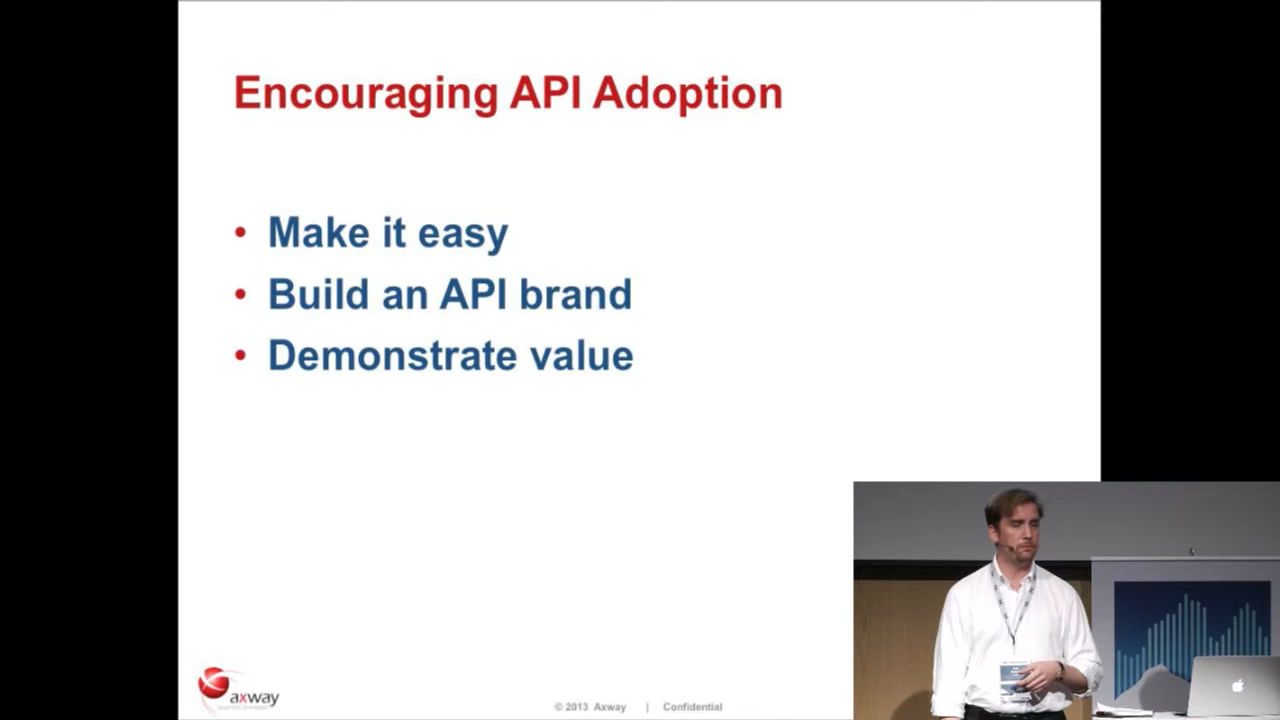 Encouraging API Adoption
• Make it easy
• Build an API brand
• Demonstrate value
axway
© 2013 Axway | Confidential